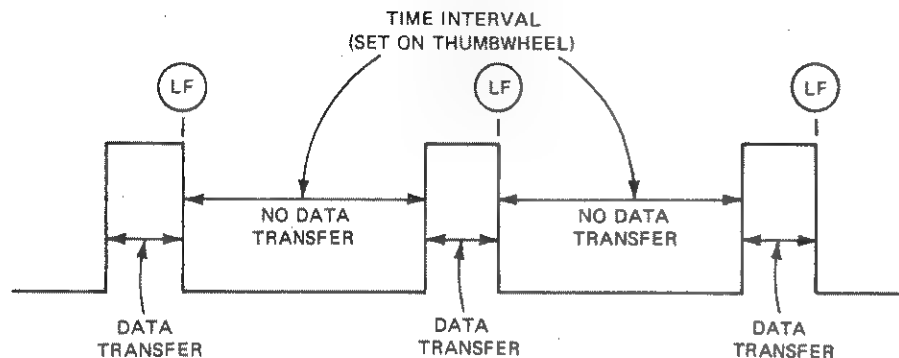 TIME INTERVAL
(SET ON THUMBWHEEL)
LF
LF
LF
NO DATA
TRANSFER
NO DATA
TRANSFER
DATA
TRANSFER
DATA
TRANSFER
DATA
TRANSFER